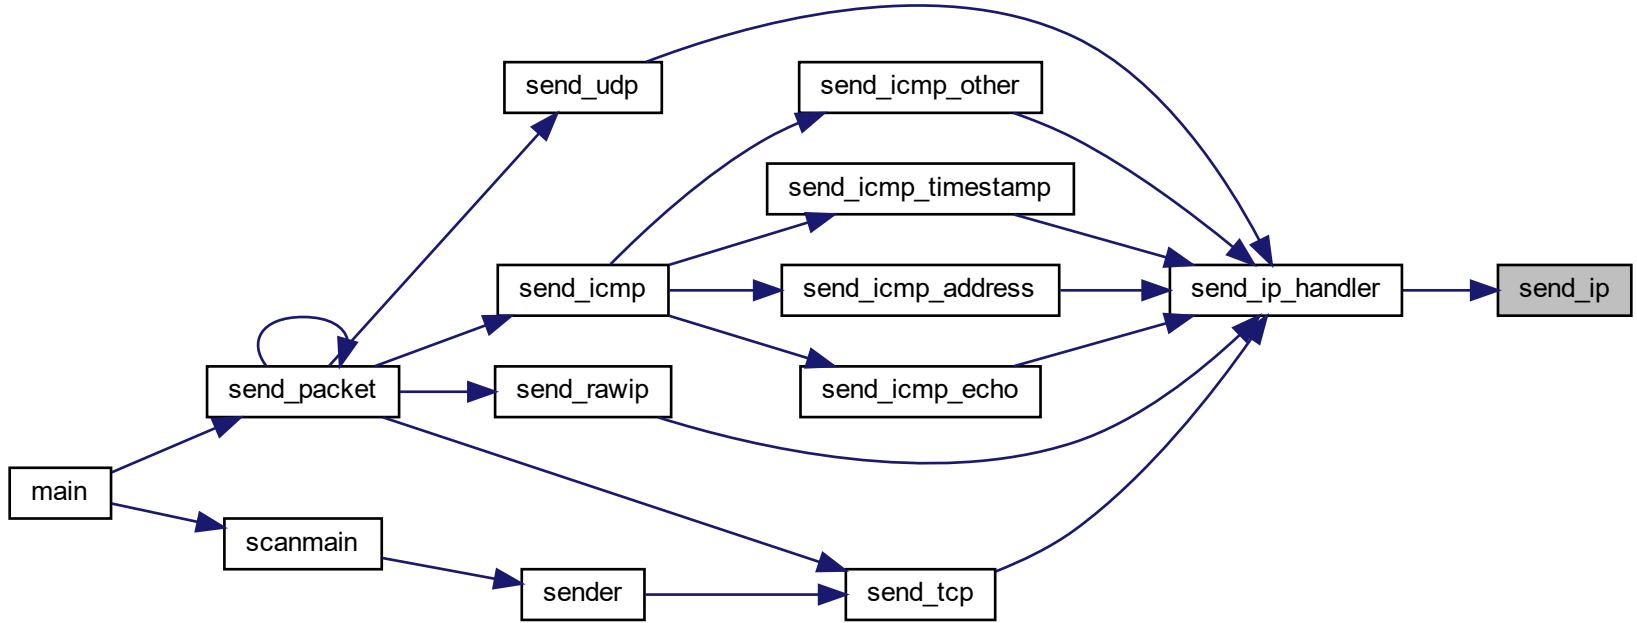 send_udp
send_icmp_other
send_icmp_timestamp
send_icmp
send_icmp_address
send_ip_handler
send_ip
send_packet
send_rawip
send_icmp_echo
main
scanmain
sender
send_tcp